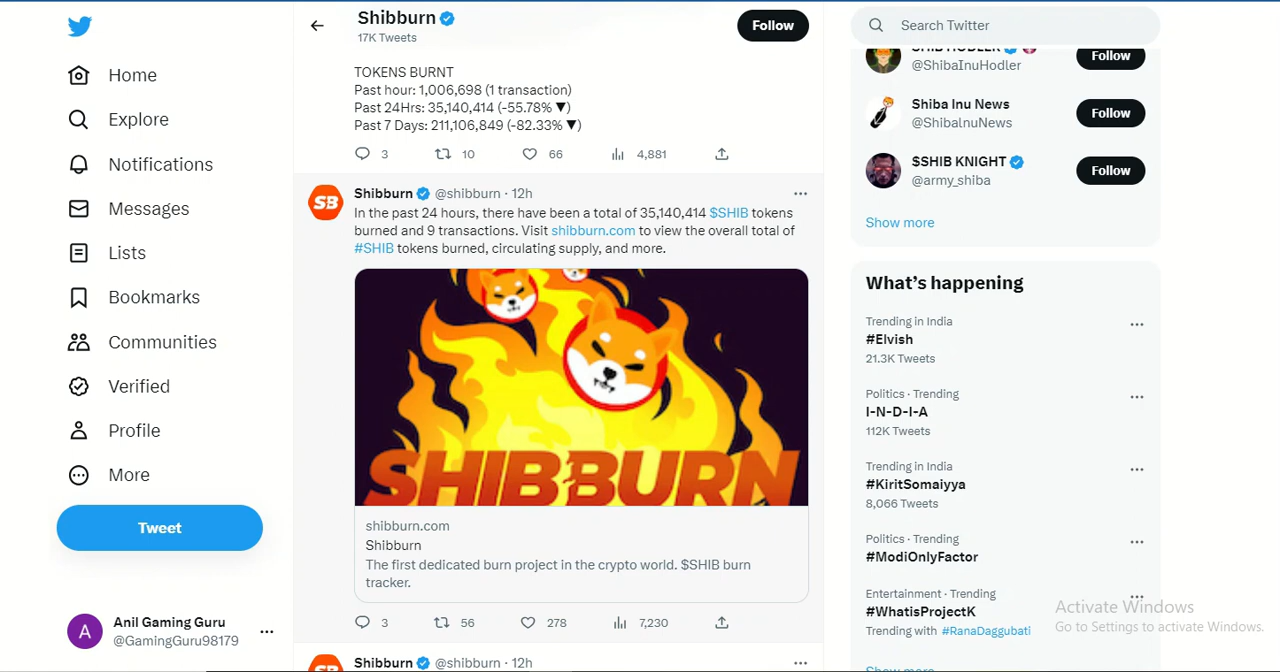 Home
Explore
Notifications
Messages
Lists
Bookmarks
Communities
Verified
Profile
More
Tweet
Anil Gaming Guru
@GamingGuru98179
Shibburn
17K Tweets
Follow
TOKENS BURNT
Past hour: 1,006,698 (1 transaction)
Past 24Hrs: 35,140,414 (-55.78% ▼)
Past 7 Days: 211,106,849 (-82.33% ▼)
3 10 66 4,881
SB
Shibburn @shibburn · 12h
In the past 24 hours, there have been a total of 35,140,414 $SHIB tokens
burned and 9 transactions. Visit shibburn.com to view the overall total of
#SHIB tokens burned, circulating supply, and more.
SHIBBURN
shibburn.com
Shibburn
The first dedicated burn project in the crypto world. $SHIB burn
tracker.
3 56 278 7,230
Shibburn @shibburn · 12h
Search Twitter
SHIB HODLER
@ShibaInuHodler
Follow
Shiba Inu News
@ShibaInuNews
Follow
$SHIB KNIGHT
@army_shiba
Follow
Show more
What's happening
Trending in India
#Elvish
21.3K Tweets
Politics · Trending
I-N-D-I-A
112K Tweets
Trending in India
#KiritSomaiyya
8,066 Tweets
Politics · Trending
#ModiOnlyFactor
Entertainment · Trending
#WhatisProjectK
Trending with #RanaDaggubati
Show more
Activate Windows
Go to Settings to activate Windows.